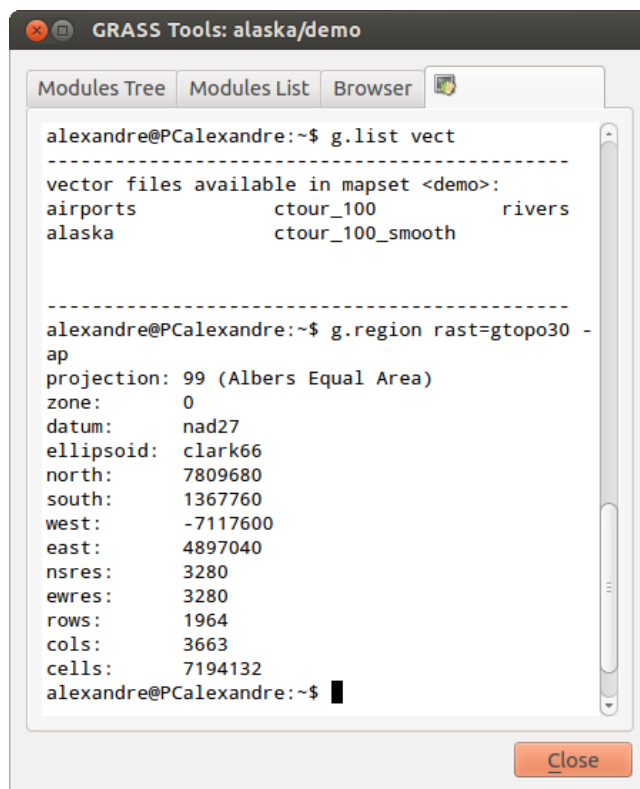 GRASS Tools: alaska/demo
Modules Tree Modules List Browser
alexandre@PCalexandre:~$ g.list vect
----------------------------------------------
vector files available in mapset <demo>:
airports ctour_100 rivers
alaska ctour_100_smooth
----------------------------------------------
alexandre@PCalexandre:~$ g.region rast=gtopo30 -
ap
projection: 99 (Albers Equal Area)
zone: 0
datum: nad27
ellipsoid: clark66
north: 7809680
south: 1367760
west: -7117600
east: 4897040
nsres: 3280
ewres: 3280
rows: 1964
cols: 3663
cells: 7194132
alexandre@PCalexandre:~$
Close